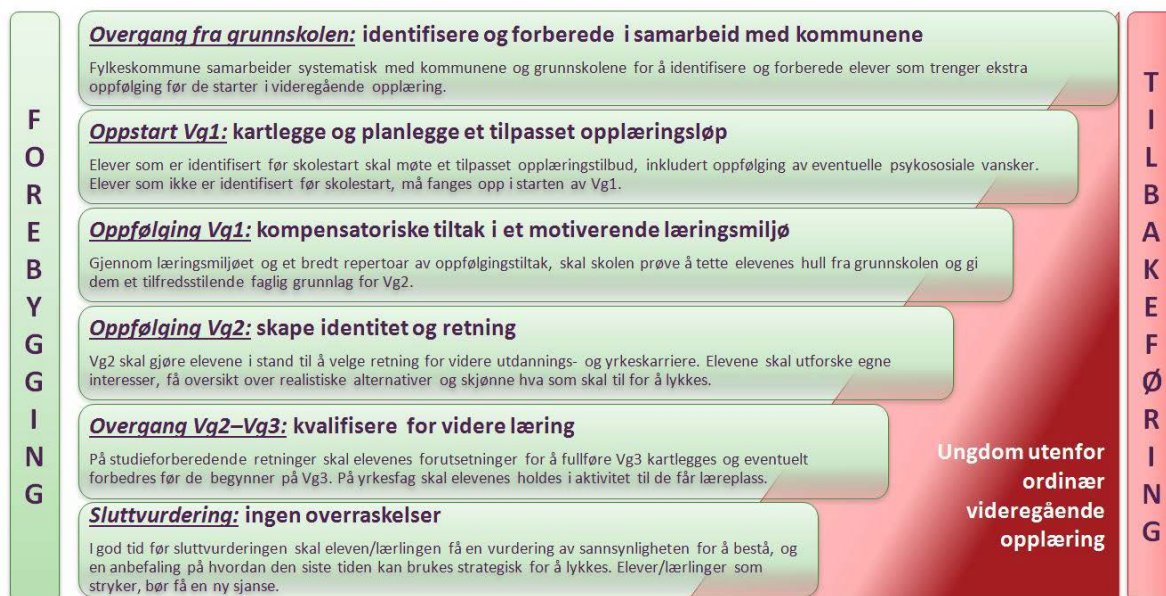 FOREBYGGING
Overgang fra grunnskolen: identifisere og forberede i samarbeid med kommunene
Fylkeskommune samarbeider systematisk med kommunene og grunnskolene for å identifisere og forberede elever som trenger ekstra
oppfølging før de starter i videregående opplæring.
Oppstart Vg1: kartlegge og planlegge et tilpasset opplæringsløp
Elever som er identifisert før skolestart skal møte et tilpasset opplæringstilbud, inkludert oppfølging av eventuelle psykososiale vansker.
Elever som ikke er identifisert før skolestart, må fanges opp i starten av Vg1.
Oppfølging Vg1: kompensatoriske tiltak i et motiverende læringsmiljø
Gjennom læringsmiljøet og et bredt repertoar av oppfølgingstiltak, skal skolen prøve å tette elevenes hull fra grunnskolen og gi
dem et tilfredsstilende faglig grunnlag for Vg2.
Oppfølging Vg2: skape identitet og retning
Vg2 skal gjøre elevene i stand til å velge retning for videre utdannings- og yrkeskarriere. Elevene skal utforske egne
interesser, få oversikt over realistiske alternativer og skjønne hva som skal til for å lykkes.
Overgang Vg2–Vg3: kvalifisere for videre læring
På studieforberedende retninger skal elevenes forutsetninger for å fullføre Vg3 kartlegges og eventuelt
forbedres før de begynner på Vg3. På yrkesfag skal elevenes holdes i aktivitet til de får læreplass.
Sluttvurdering: ingen overraskelser
I god tid før sluttvurderingen skal eleven/lærlingen få en vurdering av sannsynligheten for å bestå, og
en anbefaling på hvordan den siste tiden kan brukes strategisk for å lykkes. Elever/lærlinger som
stryker, bør få en ny sjanse.
Ungdom utenfor
ordinær
videregående
opplæring
TILBAKEFØRING